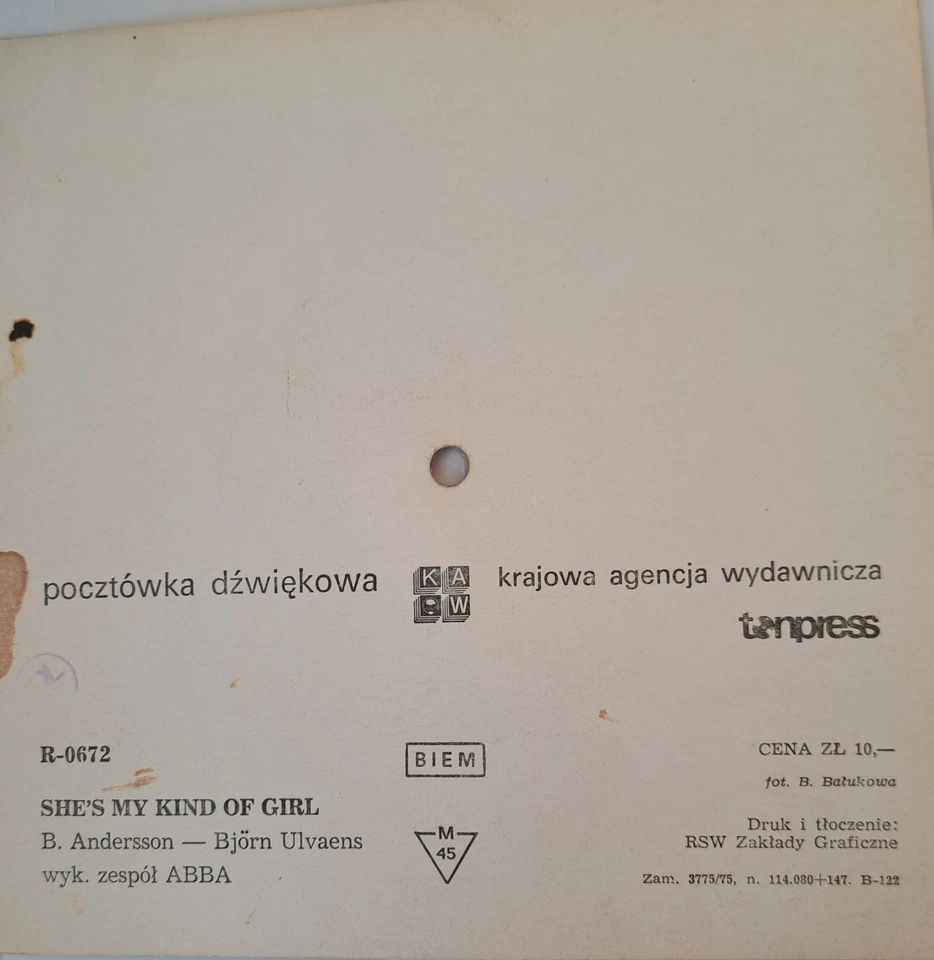 pocztówka dźwiękowa
KAW
krajowa agencja wydawnicza
tonpress
R-0672
SHE'S MY KIND OF GIRL
B. Andersson — Björn Ulvaens
wyk. zespół ABBA
BIEM
M
45
CENA ZŁ 10,—
fot. B. Bałukowa
Druk i tłoczenie:
RSW Zakłady Graficzne
Zam. 3775/75, n. 114.080+147. B-122